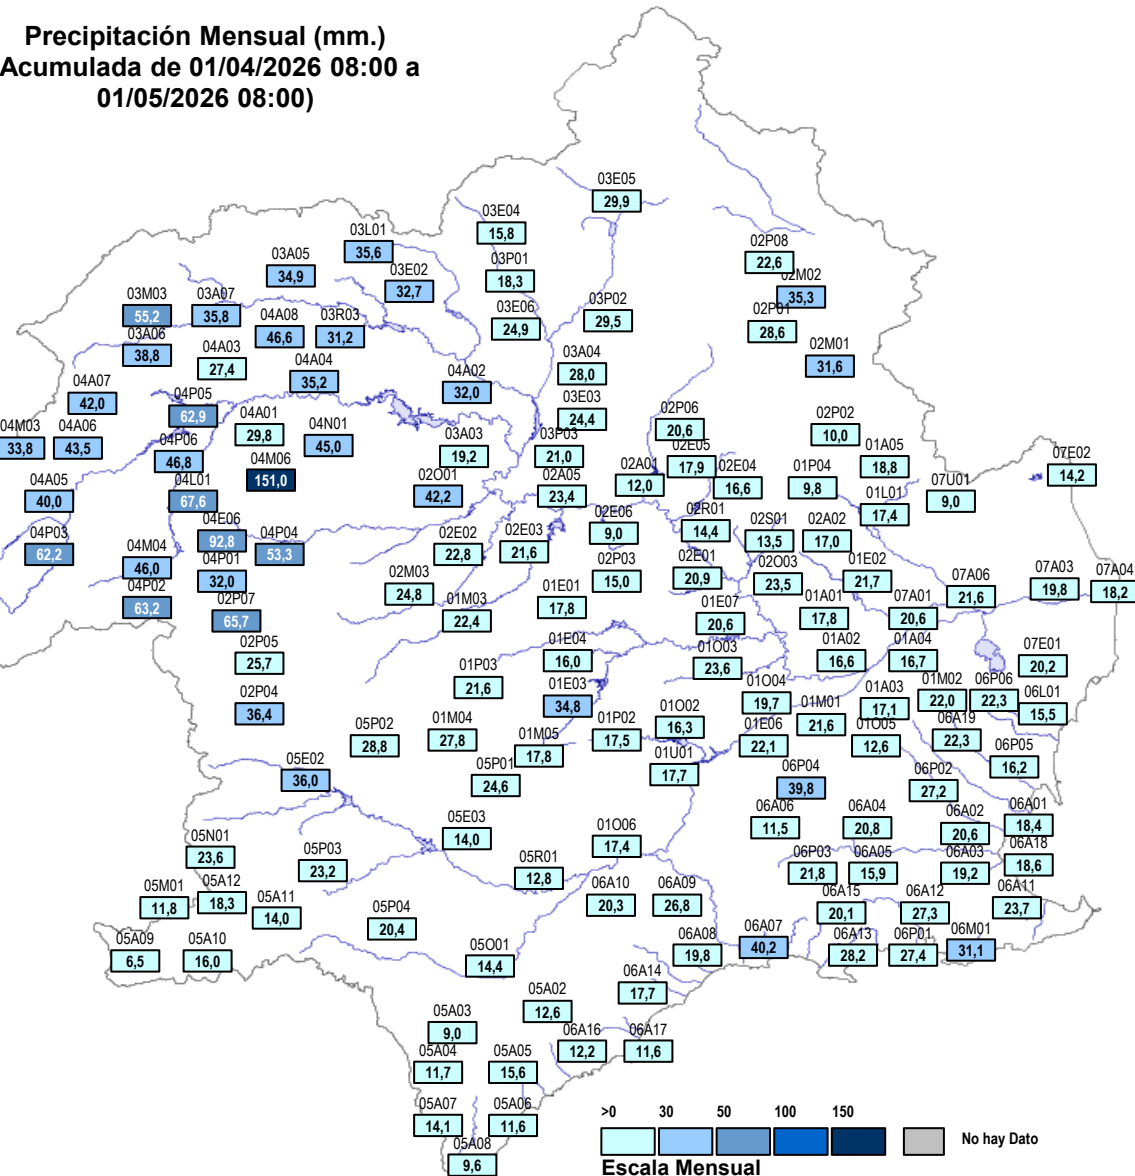 Precipitación Mensual (mm.)
Acumulada de 01/04/2026 08:00 a
01/05/2026 08:00)
03E05
29,9
03E04
15,8
03L01
35,6
02P08
22,6
03A05
34,9
03E02
32,7
03P01
18,3
02M02
35,3
03M03
55,2
03A07
35,8
03P02
29,5
03E06
24,9
02P01
28,6
04A08
46,6
03R03
31,2
03A06
38,8
04A03
27,4
03A04
28,0
02M01
31,6
04A04
35,2
04A02
32,0
04A07
42,0
04P05
62,9
03E03
24,4
02P06
20,6
02P02
10,0
04M03
33,8
04A06
43,5
04A01
29,8
04N01
45,0
04P06
46,8
03A03
19,2
03P03
21,0
02E05
17,9
01A05
18,8
07E02
14,2
04M06
151,0
04A05
40,0
04L01
67,6
02O01
42,2
02A05
23,4
02A01
12,0
02E04
16,6
01P04
9,8
07U01
9,0
01L01
17,4
04E06
92,8
04P03
62,2
04P04
53,3
02E02
22,8
02E03
21,6
02E06
9,0
02R01
14,4
02S01
13,5
02A02
17,0
04M04
46,0
04P01
32,0
02P03
15,0
02E01
20,9
02O03
23,5
01E02
21,7
07A03
19,8
07A04
18,2
04P02
63,2
02P07
65,7
02M03
24,8
01M03
22,4
01E01
17,8
01E07
20,6
01A01
17,8
07A01
20,6
07A06
21,6
02P05
25,7
01E04
16,0
01O03
23,6
01A02
16,6
01A04
16,7
07E01
20,2
02P04
36,4
01P03
21,6
01E03
34,8
01O04
19,7
01A03
17,1
01M02
22,0
06P06
22,3
06L01
15,5
05P02
28,8
01M04
27,8
01M05
17,8
01P02
17,5
01O02
16,3
01M01
21,6
01E06
22,1
01O05
12,6
06A19
22,3
05E02
36,0
05P01
24,6
01U01
17,7
06P04
39,8
06P02
27,2
06P05
16,2
05E03
14,0
01O06
17,4
06A06
11,5
06A04
20,8
06A02
20,6
06A01
18,4
05N01
23,6
05P03
23,2
05R01
12,8
06P03
21,8
06A05
15,9
06A03
19,2
06A18
18,6
05M01
11,8
05A12
18,3
05A11
14,0
05P04
20,4
06A10
20,3
06A09
26,8
06A15
20,1
06A12
27,3
06A11
23,7
05A09
6,5
05A10
16,0
05O01
14,4
06A08
19,8
06A07
40,2
06A13
28,2
06P01
27,4
06M01
31,1
06A14
17,7
05A02
12,6
05A03
9,0
06A16
12,2
06A17
11,6
05A04
11,7
05A05
15,6
05A07
14,1
05A06
11,6
05A08
9,6
>0 30 50 100 150
No hay Dato
Escala Mensual